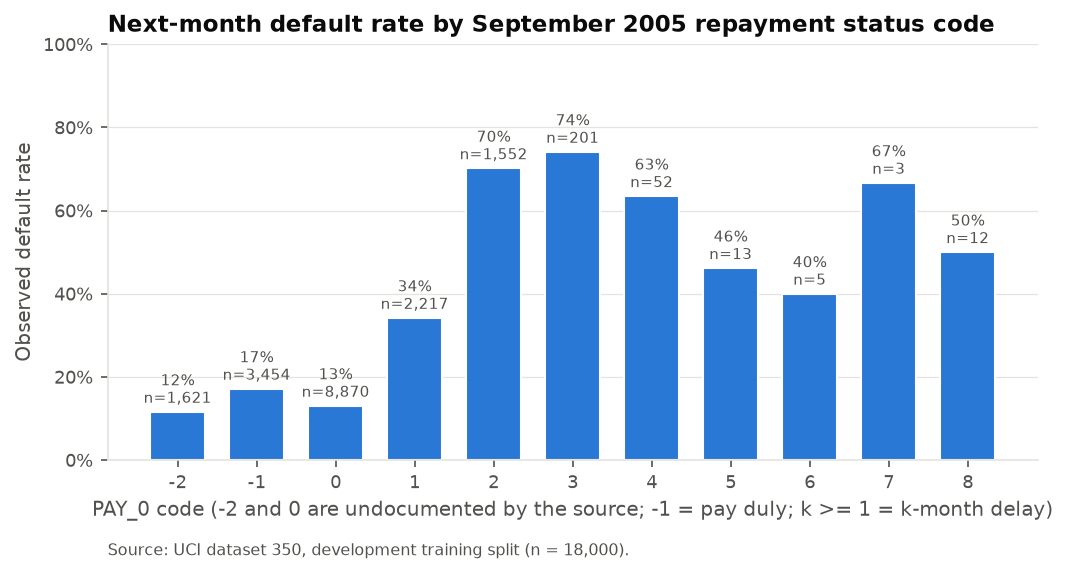 Next-month default rate by September 2005 repayment status code
Observed default rate
100%
80%
60%
40%
20%
0%
12%
n=1,621
17%
n=3,454
13%
n=8,870
34%
n=2,217
70%
n=1,552
74%
n=201
63%
n=52
46%
n=13
40%
n=5
67%
n=3
50%
n=12
-2 -1 0 1 2 3 4 5 6 7 8
PAY_0 code (-2 and 0 are undocumented by the source; -1 = pay duly; k >= 1 = k-month delay)
Source: UCI dataset 350, development training split (n = 18,000).